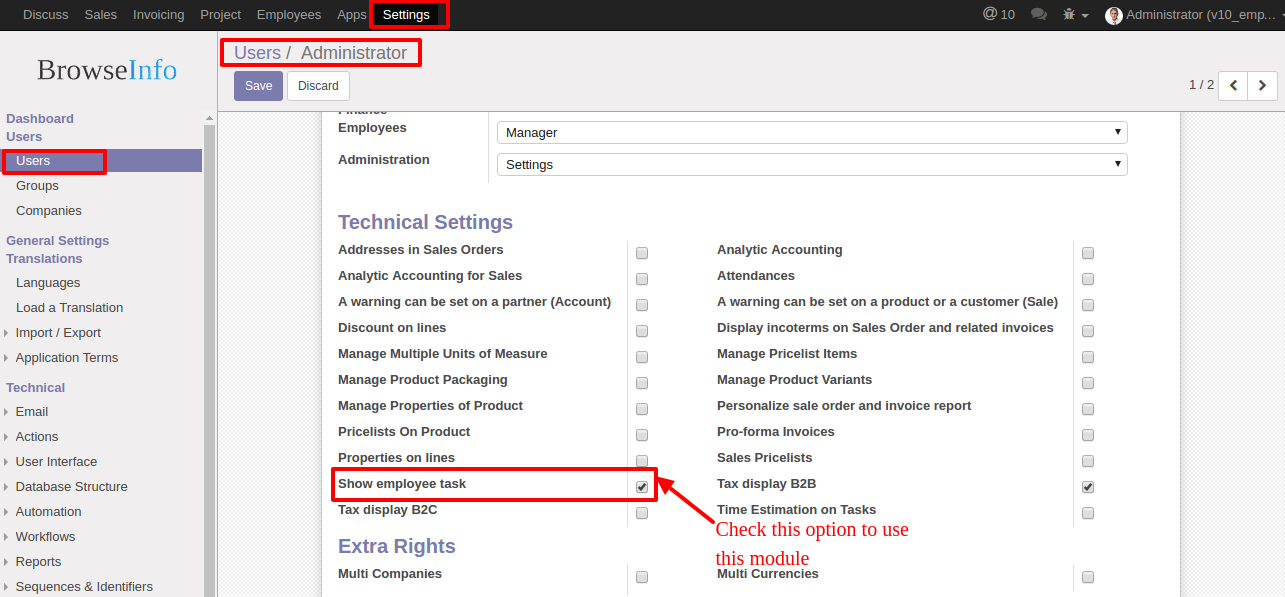 Discuss Sales Invoicing Project Employees Apps Settings @ 10 Administrator (v10_emp...
BrowseInfo
Users / Administrator
Save Discard
1 / 2
Dashboard
Users
Users
Groups
Companies
General Settings
Translations
Languages
Load a Translation
Import / Export
Application Terms
Technical
Email
Actions
User Interface
Database Structure
Automation
Workflows
Reports
Sequences & Identifiers
Finance
Employees Manager
Administration Settings
Technical Settings
Addresses in Sales Orders Analytic Accounting
Analytic Accounting for Sales Attendances
A warning can be set on a partner (Account) A warning can be set on a product or a customer (Sale)
Discount on lines Display incoterms on Sales Order and related invoices
Manage Multiple Units of Measure Manage Pricelist Items
Manage Product Packaging Manage Product Variants
Manage Properties of Product Personalize sale order and invoice report
Pricelists On Product Pro-forma Invoices
Properties on lines Sales Pricelists
Show employee task Tax display B2B
Tax display B2C Time Estimation on Tasks
Check this option to use
this module
Extra Rights
Multi Companies Multi Currencies